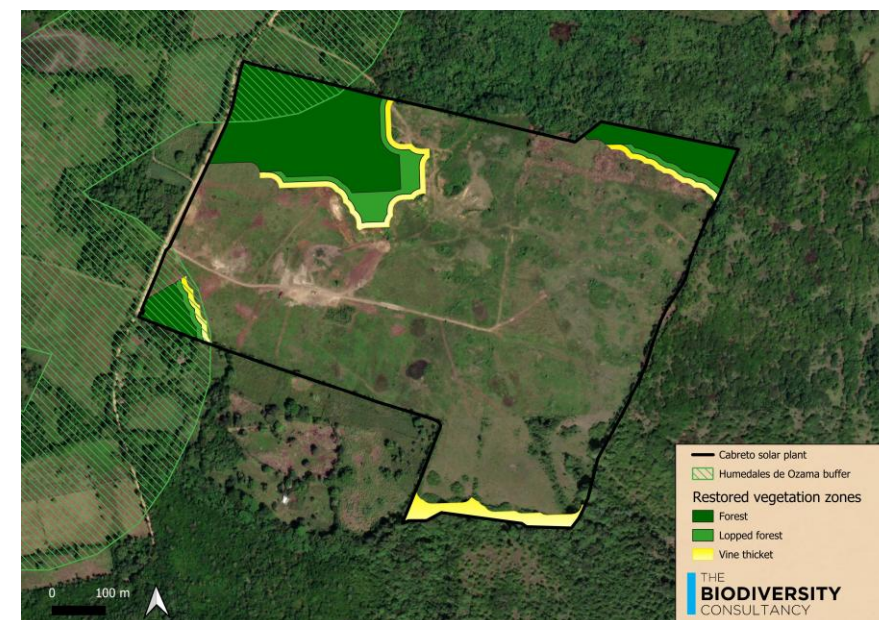 Cabreto solar plant
Humedales de Ozama buffer
Restored vegetation zones
Forest
Lopped forest
Vine thicket
0 100 m
THE
BIODIVERSITY
CONSULTANCY